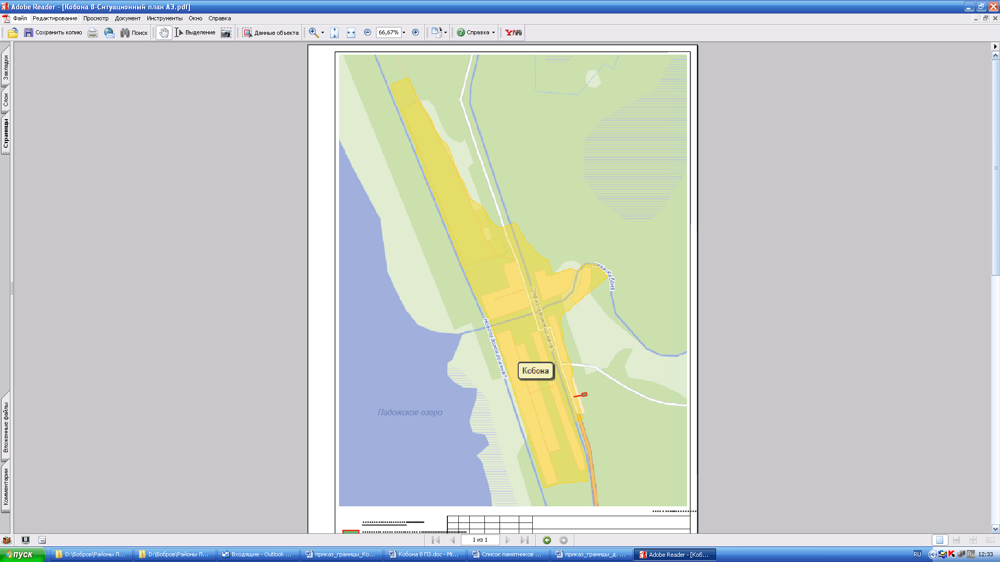 Adobe Reader - [Кобона 8-Ситуационный план А3.pdf]
Файл Редактирование Просмотр Документ Инструменты Окно Справка
Сохранить копию Поиск Выделение Данные объекта 66,67% Справка Y!
Закладки
Слои
Страницы
Вложенные файлы
Комментарии
река Кобона
Староладожский канал
Новоладожский канал
Кобона
Ладожское озеро
1 из 1
пуск
D:\Бобров\Районы Л...
D:\Бобров\Районы Л...
Входящие - Outlook ...
приказ_границы_Ко...
Кобона 8 ПЗ.doc - Mi...
Список памятников ...
приказ_границы_д. ...
Adobe Reader - [Коб...
RU
Ru
12:33